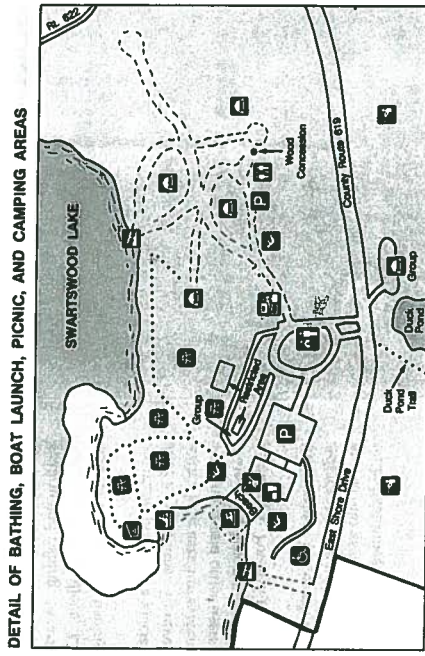 DETAIL OF BATHING, BOAT LAUNCH, PICNIC, AND CAMPING AREAS
Rt. 622
SWARTSWOOD LAKE
Wood
Concession
P
Group
Restricted
Area
Beach
P
County Route 619
East Shore Drive
Group
Duck
Pond
Duck
Pond
Trail